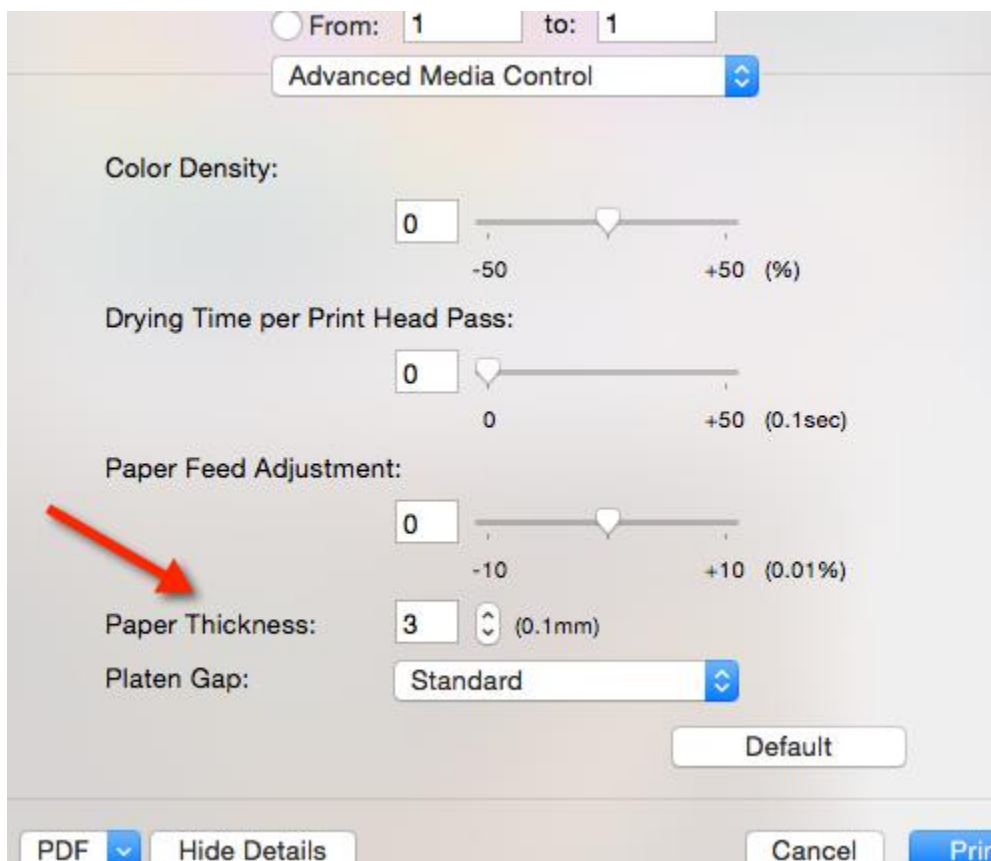 From: 1 to: 1
Advanced Media Control
Color Density:
0
-50 +50 (%)
Drying Time per Print Head Pass:
0
0 +50 (0.1sec)
Paper Feed Adjustment:
0
-10 +10 (0.01%)
Paper Thickness: 3 (0.1mm)
Platen Gap: Standard
Default
PDF Hide Details Cancel Prin